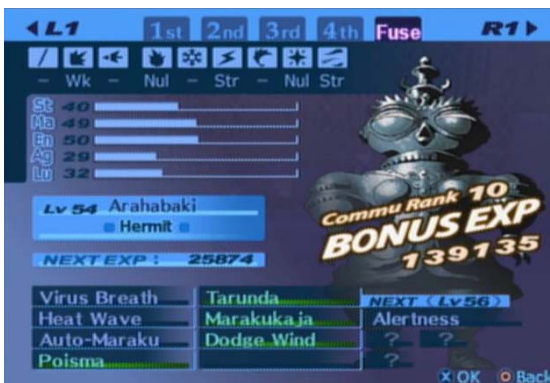 L1 1st 2nd 3rd 4th Fuse R1
- Wk - Nul - Str - Nul Str
St 40
Ma 49
En 50
Ag 29
Lu 32
Lv 54 Arahabaki
Hermit
NEXT EXP: 25874
Commu Rank 10
BONUS EXP
139135
Virus Breath Tarunda NEXT (Lv56)
Heat Wave Marakukaja Alertness
Auto-Maraku Dodge Wind ? ?
Poisma ?
OK Back